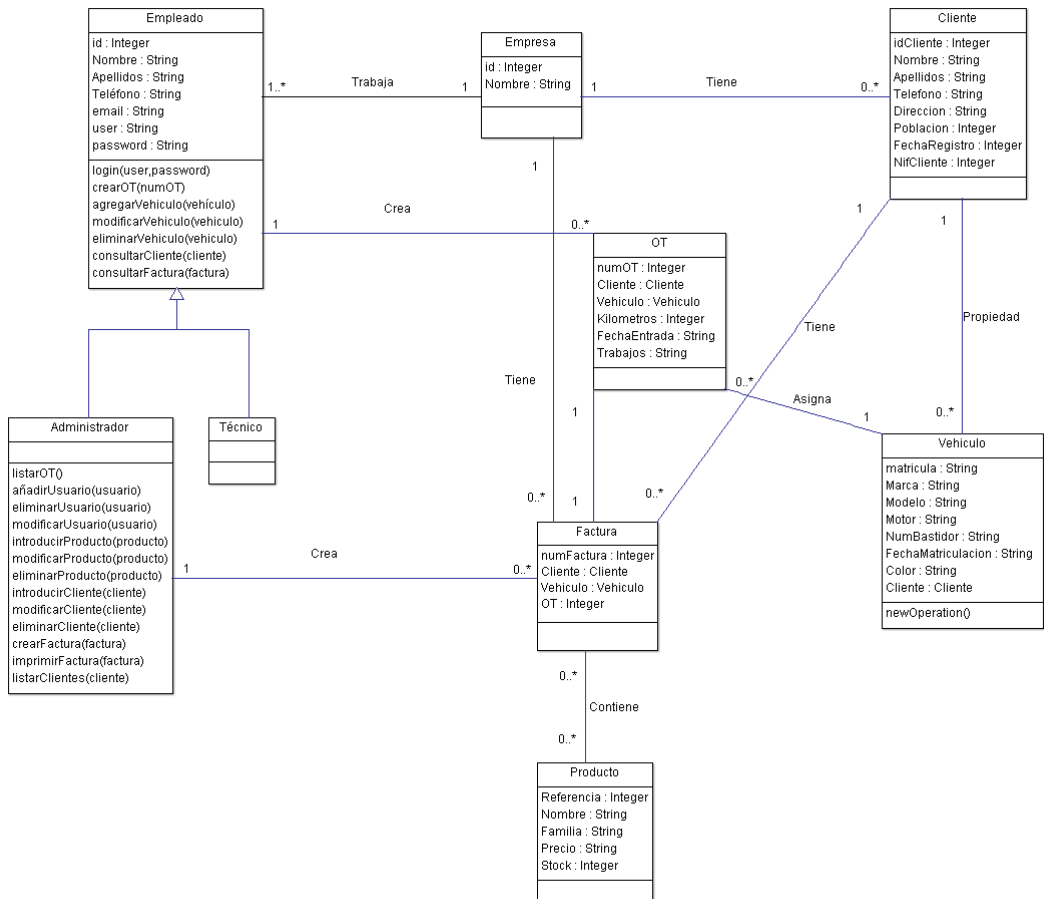 Empleado
id : Integer
Nombre : String
Apellidos : String
Teléfono : String
email : String
user : String
password : String
login(user,password)
crearOT(numOT)
agregarVehiculo(vehículo)
modificarVehiculo(vehiculo)
eliminarVehiculo(vehiculo)
consultarCliente(cliente)
consultarFactura(factura)
1..*
Trabaja
1
Empresa
id : Integer
Nombre : String
1
Tiene
0..*
Cliente
idCliente : Integer
Nombre : String
Apellidos : String
Telefono : String
Direccion : String
Poblacion : Integer
FechaRegistro : Integer
NifCliente : Integer
1
Crea
0..*
1
Tiene
0..*
OT
numOT : Integer
Cliente : Cliente
Vehiculo : Vehiculo
Kilometros : Integer
FechaEntrada : String
Trabajos : String
1
1
1
Tiene
0..*
1
Propiedad
0..*
0..*
Asigna
1
Administrador
listarOT()
añadirUsuario(usuario)
eliminarUsuario(usuario)
modificarUsuario(usuario)
introducirProducto(producto)
modificarProducto(producto)
eliminarProducto(producto)
introducirCliente(cliente)
modificarCliente(cliente)
eliminarCliente(cliente)
crearFactura(factura)
imprimirFactura(factura)
listarClientes(cliente)
Técnico
1
Crea
0..*
Factura
numFactura : Integer
Cliente : Cliente
Vehiculo : Vehiculo
OT : Integer
Vehiculo
matricula : String
Marca : String
Modelo : String
Motor : String
NumBastidor : String
FechaMatriculacion : String
Color : String
Cliente : Cliente
newOperation()
0..*
Contiene
0..*
Producto
Referencia : Integer
Nombre : String
Familia : String
Precio : String
Stock : Integer